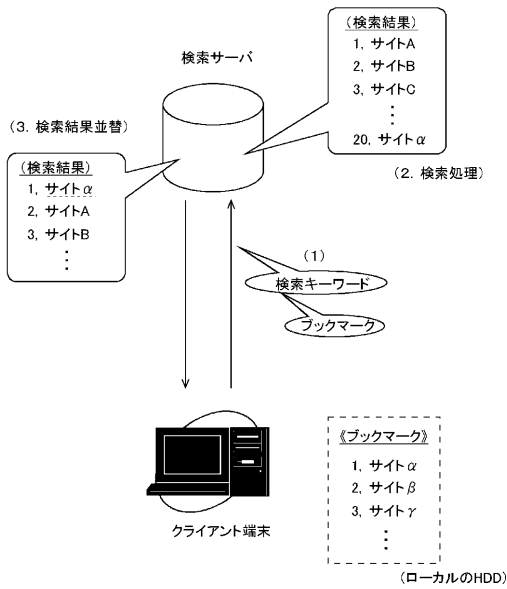 検索サーバ
(検索結果)
1, サイトA
2, サイトB
3, サイトC
⋮
20, サイトα
(2. 検索処理)
(3. 検索結果並替)
(検索結果)
1, サイトα
2, サイトA
3, サイトB
⋮
(1)
検索キーワード
ブックマーク
クライアント端末
《ブックマーク》
1, サイトα
2, サイトβ
3, サイトγ
⋮
(ローカルのHDD)